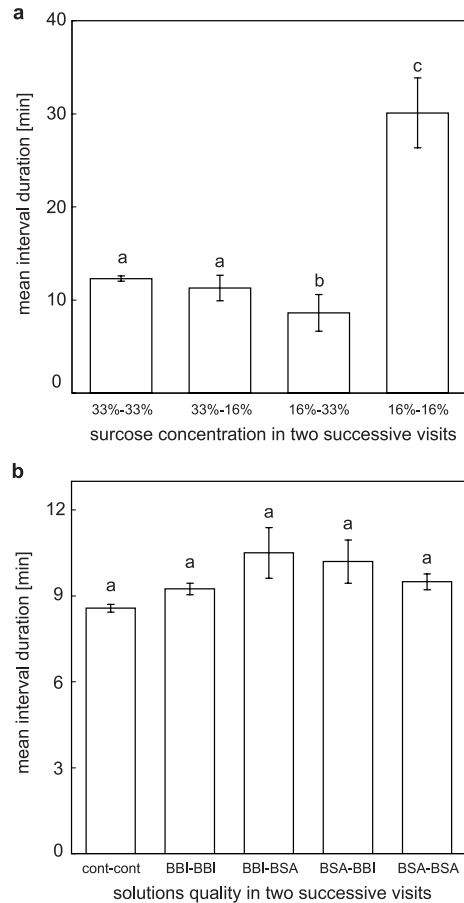 a
mean interval duration [min]
40
30
20
10
0
a
a
b
c
33%-33%
33%-16%
16%-33%
16%-16%
surcose concentration in two successive visits
b
mean interval duration [min]
12
9
6
3
0
a
a
a
a
a
cont-cont
BBI-BBI
BBI-BSA
BSA-BBI
BSA-BSA
solutions quality in two successive visits